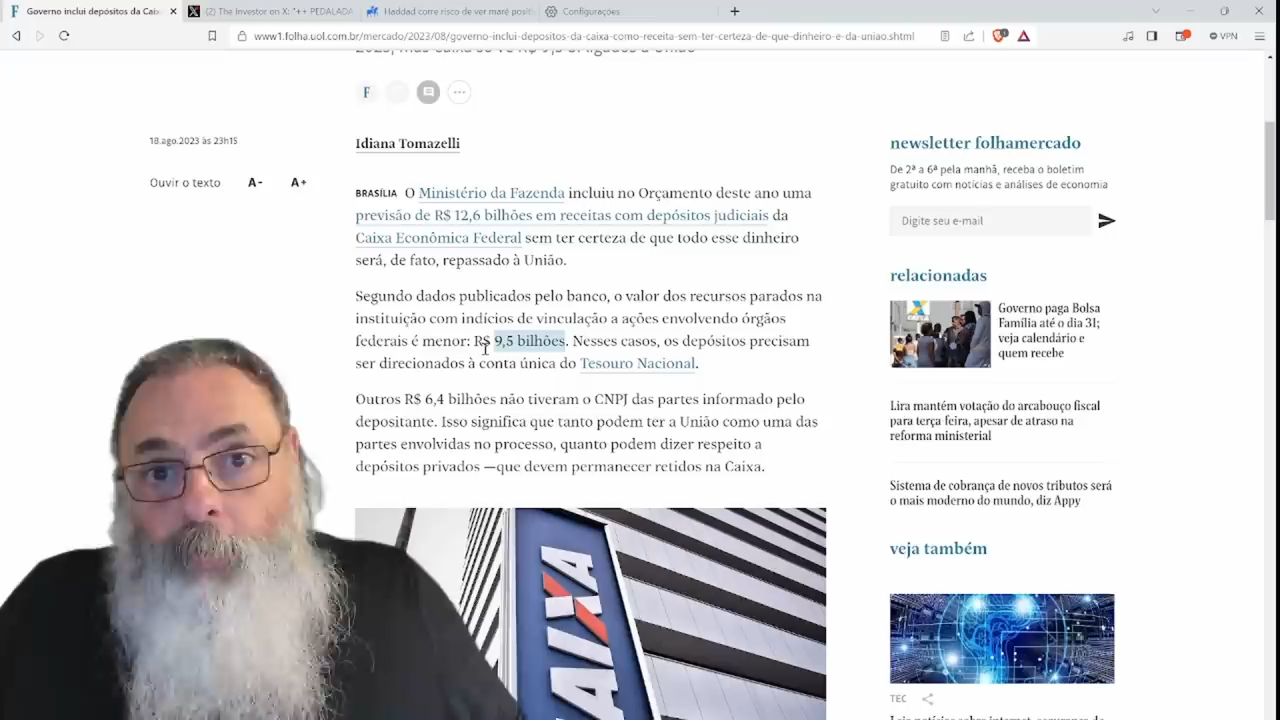 Governo inclui depósitos da Caix
(2) The Investor on X: "++ PEDALADA
Haddad corre risco de ver maré posit
Configurações
www1.folha.uol.com.br/mercado/2023/08/governo-inclui-depositos-da-caixa-como-receita-sem-ter-certeza-de-que-dinheiro-e-da-uniao.shtml
VPN
F
18.ago.2023 às 23h15
Ouvir o texto A- A+
Idiana Tomazelli
BRASÍLIA O Ministério da Fazenda incluiu no Orçamento deste ano uma
previsão de R$ 12,6 bilhões em receitas com depósitos judiciais da
Caixa Econômica Federal sem ter certeza de que todo esse dinheiro
será, de fato, repassado à União.
Segundo dados publicados pelo banco, o valor dos recursos parados na
instituição com indícios de vinculação a ações envolvendo órgãos
federais é menor: R$ 9,5 bilhões. Nesses casos, os depósitos precisam
ser direcionados à conta única do Tesouro Nacional.
Outros R$ 6,4 bilhões não tiveram o CNPJ das partes informado pelo
depositante. Isso significa que tanto podem ter a União como uma das
partes envolvidas no processo, quanto podem dizer respeito a
depósitos privados —que devem permanecer retidos na Caixa.
CAIXA
CAIXA
newsletter folhamercado
De 2ª a 6ª pela manhã, receba o boletim
gratuito com notícias e análises de economia
Digite seu e-mail
relacionadas
Governo paga Bolsa
Família até o dia 31;
veja calendário e
quem recebe
Lira mantém votação do arcabouço fiscal
para terça feira, apesar de atraso na
reforma ministerial
Sistema de cobrança de novos tributos será
o mais moderno do mundo, diz Appy
veja também
TEC